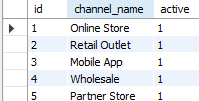 id channel_name active
1 Online Store 1
2 Retail Outlet 1
3 Mobile App 1
4 Wholesale 1
5 Partner Store 1